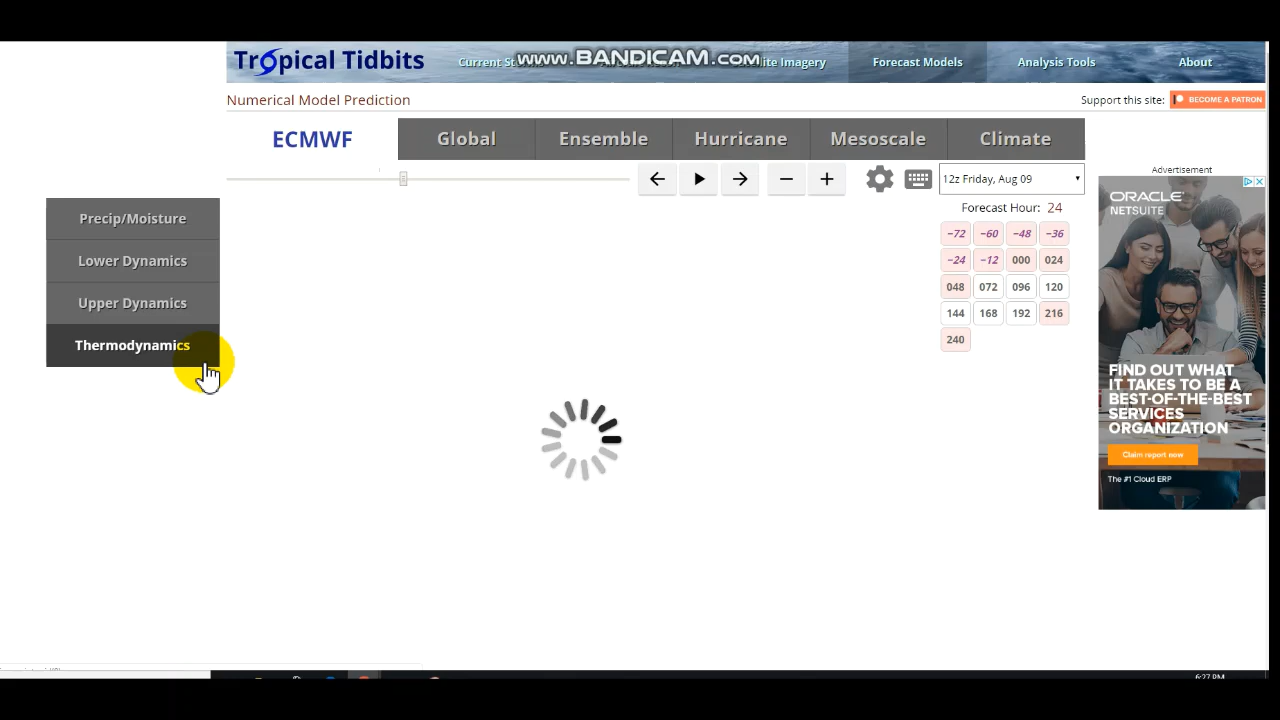 Tropical Tidbits
Current St
www.BANDICAM.com
lite Imagery
Forecast Models
Analysis Tools
About
Numerical Model Prediction
Support this site:
BECOME A PATRON
ECMWF
Global
Ensemble
Hurricane
Mesoscale
Climate
12z Friday, Aug 09
Advertisement
Forecast Hour: 24
-72 -60 -48 -36
-24 -12 000 024
048 072 096 120
144 168 192 216
240
Precip/Moisture
Lower Dynamics
Upper Dynamics
Thermodynamics
ORACLE
NETSUITE
FIND OUT WHAT
IT TAKES TO BE A
BEST-OF-THE-BEST
SERVICES
ORGANIZATION
Claim report now
The #1 Cloud ERP
6:27 PM